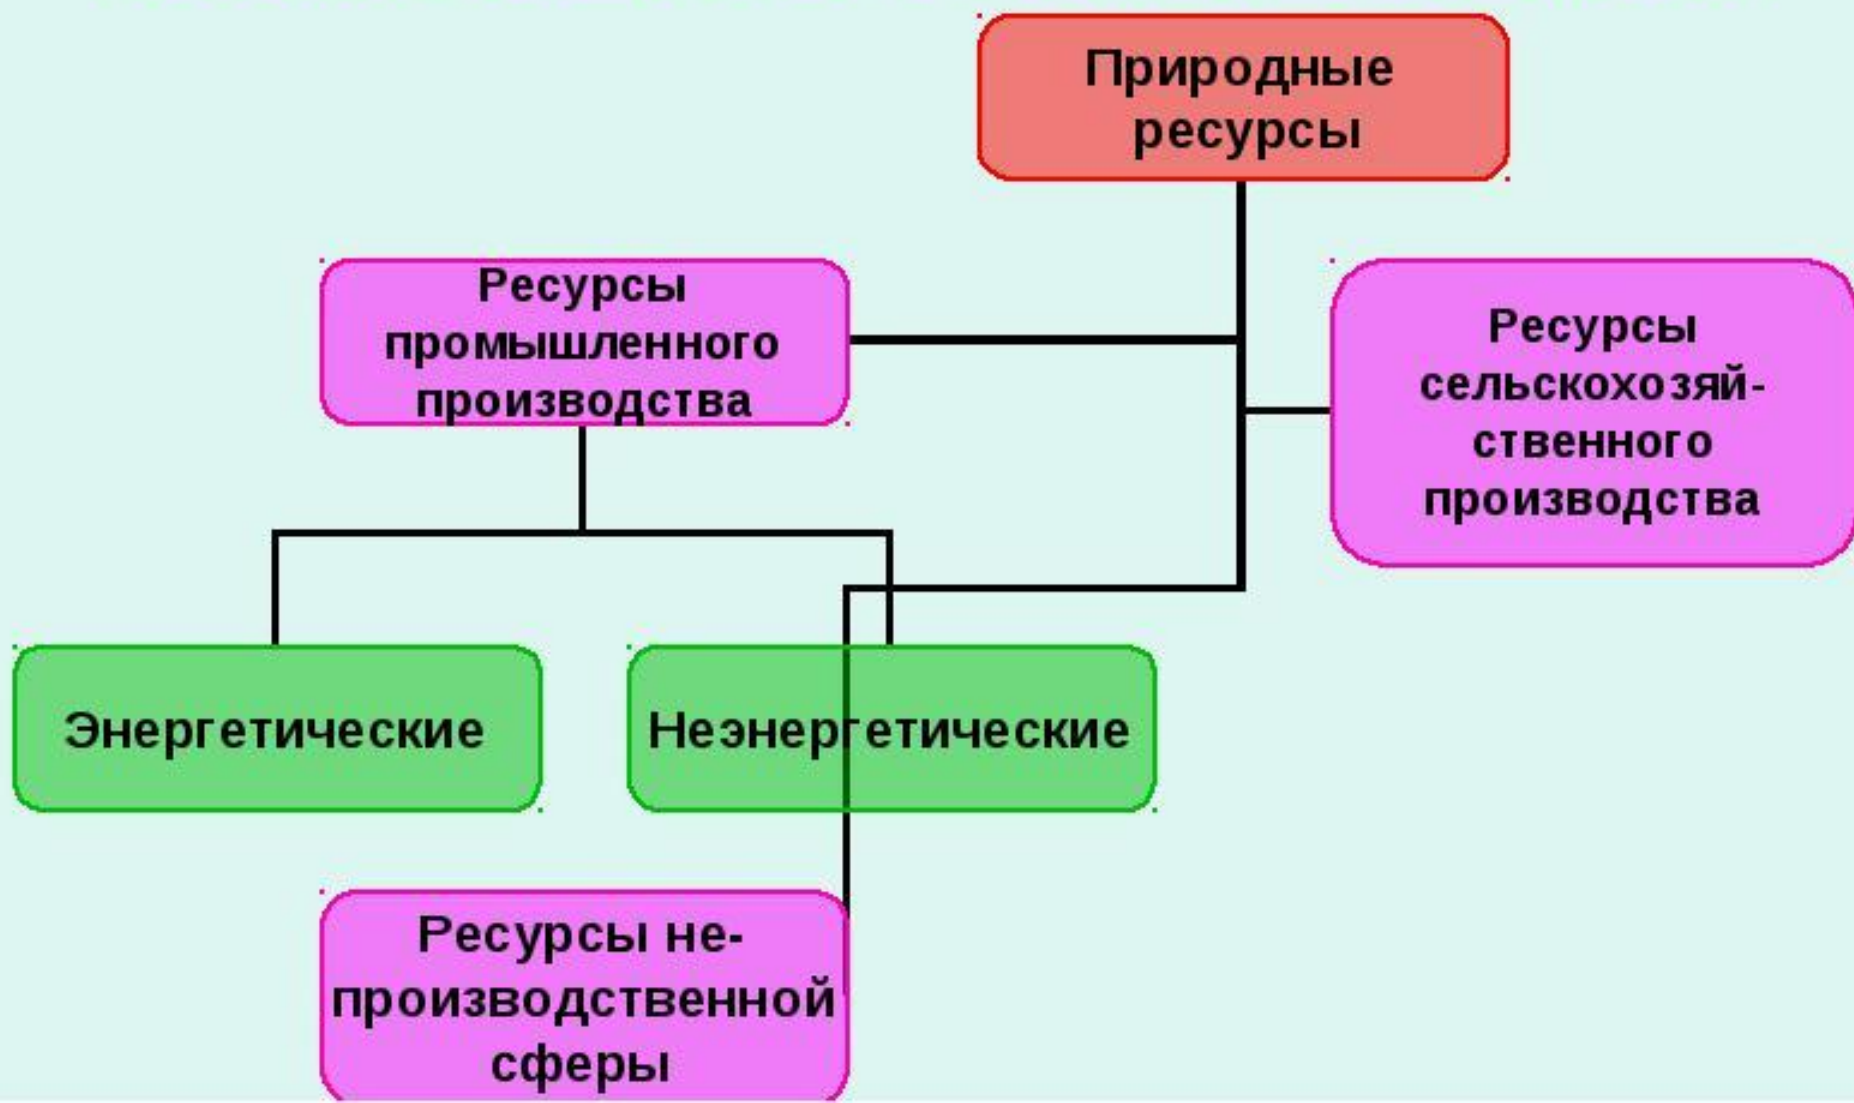 Природные
ресурсы
Ресурсы
промышленного
производства
Ресурсы
сельскохозяй-
ственного
производства
Энергетические
Неэнергетические
Ресурсы не-
производственной
сферы